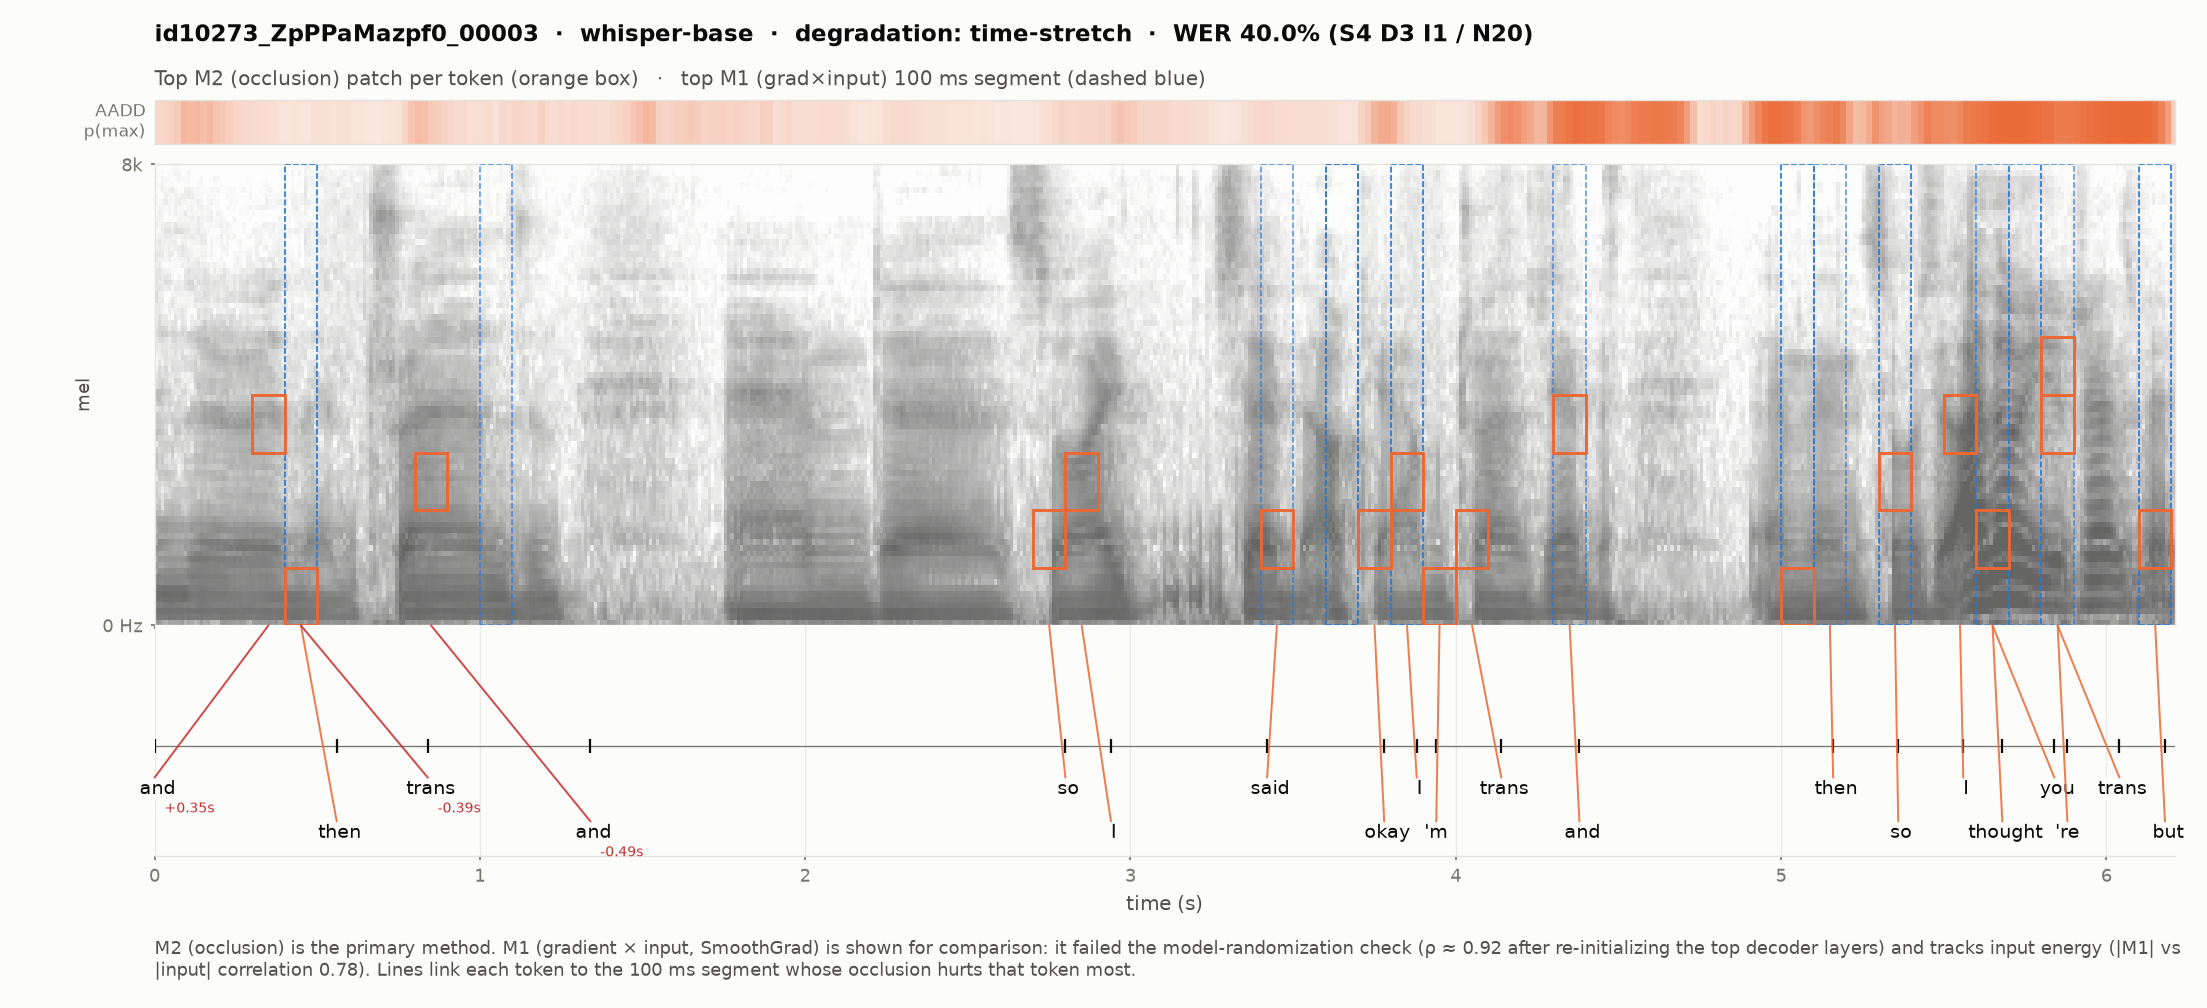 id10273_ZpPPaMazpf0_00003 · whisper-base · degradation: time-stretch · WER 40.0% (S4 D3 I1 / N20)
Top M2 (occlusion) patch per token (orange box) · top M1 (grad×input) 100 ms segment (dashed blue)
AADD
p(max)
8k
mel
0 Hz
and trans so said I trans then I you trans
+0.35s -0.39s
then and I okay 'm and so thought 're but
-0.49s
0 1 2 3 4 5 6
time (s)
M2 (occlusion) is the primary method. M1 (gradient × input, SmoothGrad) is shown for comparison: it failed the model-randomization check (ρ ≈ 0.92 after re-initializing the top decoder layers) and tracks input energy (|M1| vs
|input| correlation 0.78). Lines link each token to the 100 ms segment whose occlusion hurts that token most.